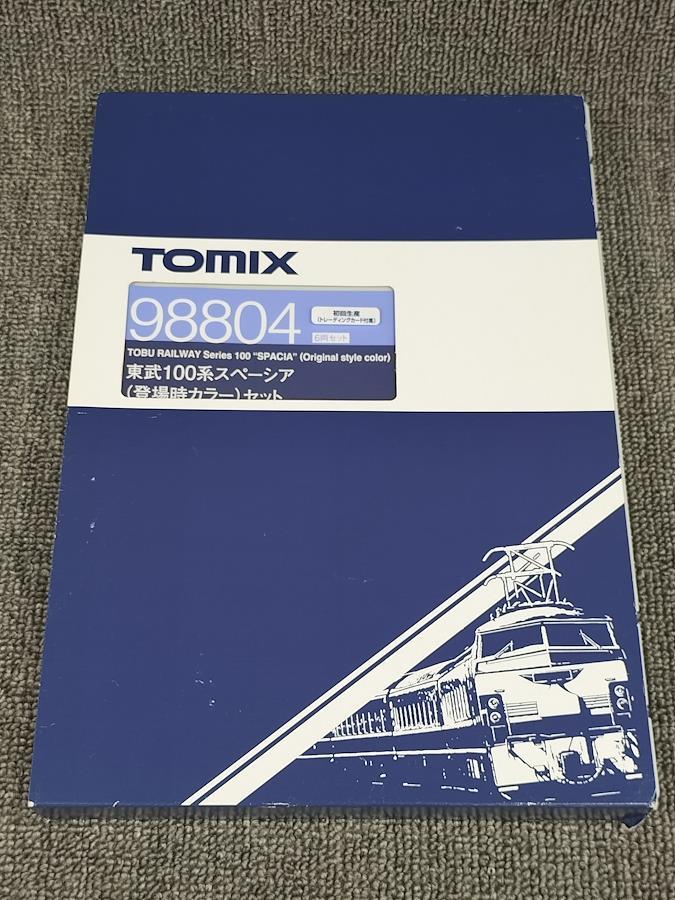 TOMIX
98804
初回生産
(トレーディングカード付属)
6両セット
TOBU RAILWAY Series 100 "SPACIA" (Original style color)
東武100系スペーシア
(登場時カラー)セット